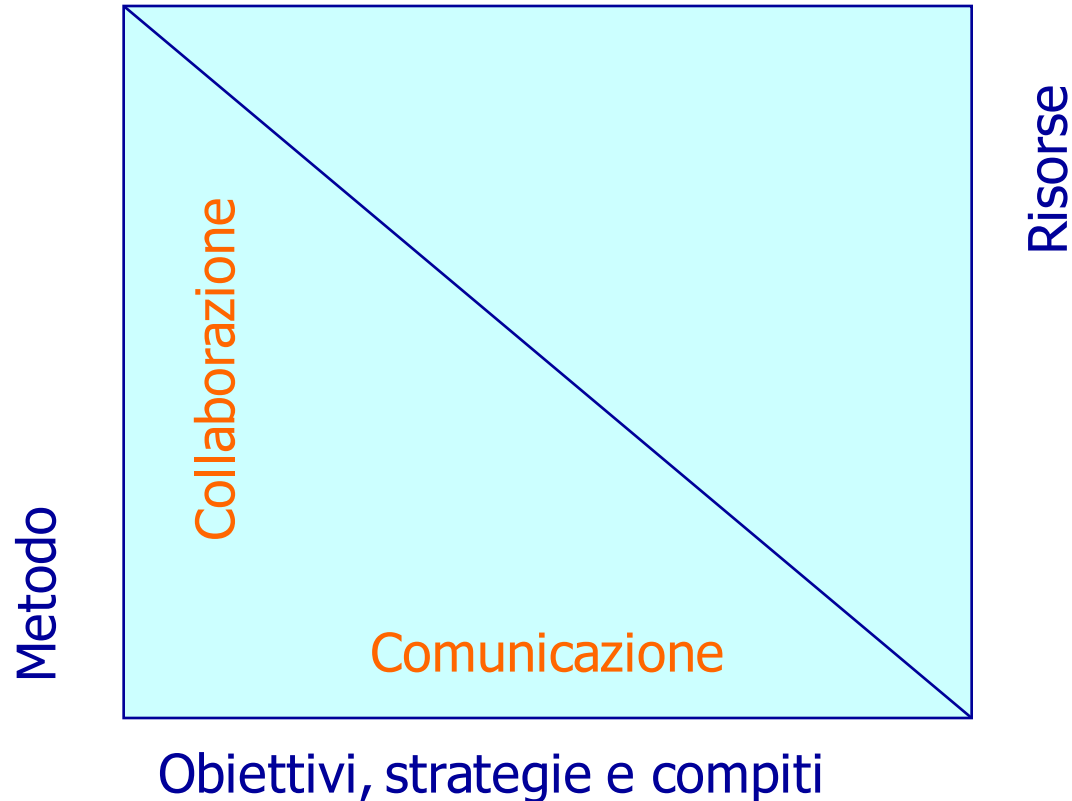 Risorse
Collaborazione
Metodo
Comunicazione
Obiettivi, strategie e compiti